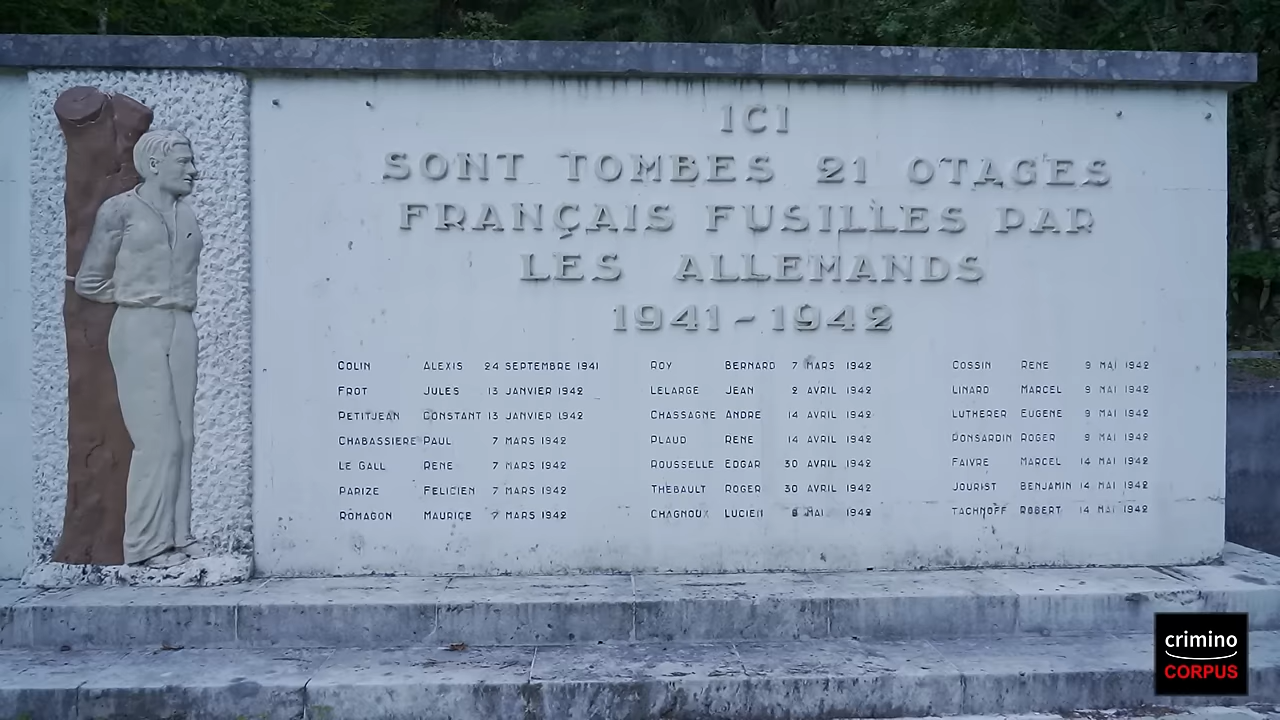 ICI
SONT TOMBES 21 OTAGES
FRANÇAIS FUSILLES PAR
LES ALLEMANDS
1941-1942
COLIN ALEXIS 24 SEPTEMBRE 1941
FROT JULES 13 JANVIER 1942
PETITJEAN CONSTANT 13 JANVIER 1942
CHABASSIERE PAUL 7 MARS 1942
LE GALL RENE 7 MARS 1942
PARIZE FELICIEN 7 MARS 1942
ROMAGON MAURICE 7 MARS 1942
ROY BERNARD 7 MARS 1942
LELARGE JEAN 2 AVRIL 1942
CHASSAGNE ANDRE 14 AVRIL 1942
PLAUD RENE 14 AVRIL 1942
ROUSSELLE EDGAR 30 AVRIL 1942
THEBAULT ROGER 30 AVRIL 1942
CHAGNOUX LUCIEN MAI 1942
COSSIN RENE 9 MAI 1942
LINARD MARCEL 9 MAI 1942
LUTHERER EUGENE 9 MAI 1942
PONSARDIN ROGER 9 MAI 1942
FAIVRE MARCEL 14 MAI 1942
JOURIST BENJAMIN 14 MAI 1942
TACHNOFF ROBERT 14 MAI 1942
crimino
CORPUS